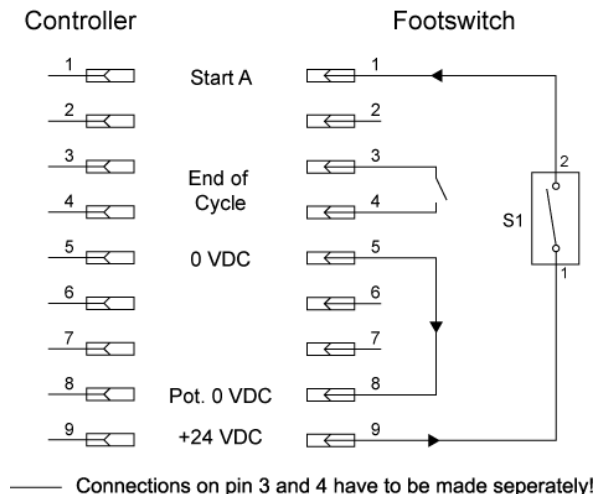 Controller Footswitch
1 Start A 1
2 2
3 3
End of
Cycle
4 4
2
S1
1
5 0 VDC 5
6 6
7 7
8 Pot. 0 VDC 8
9 +24 VDC 9
Connections on pin 3 and 4 have to be made seperately!